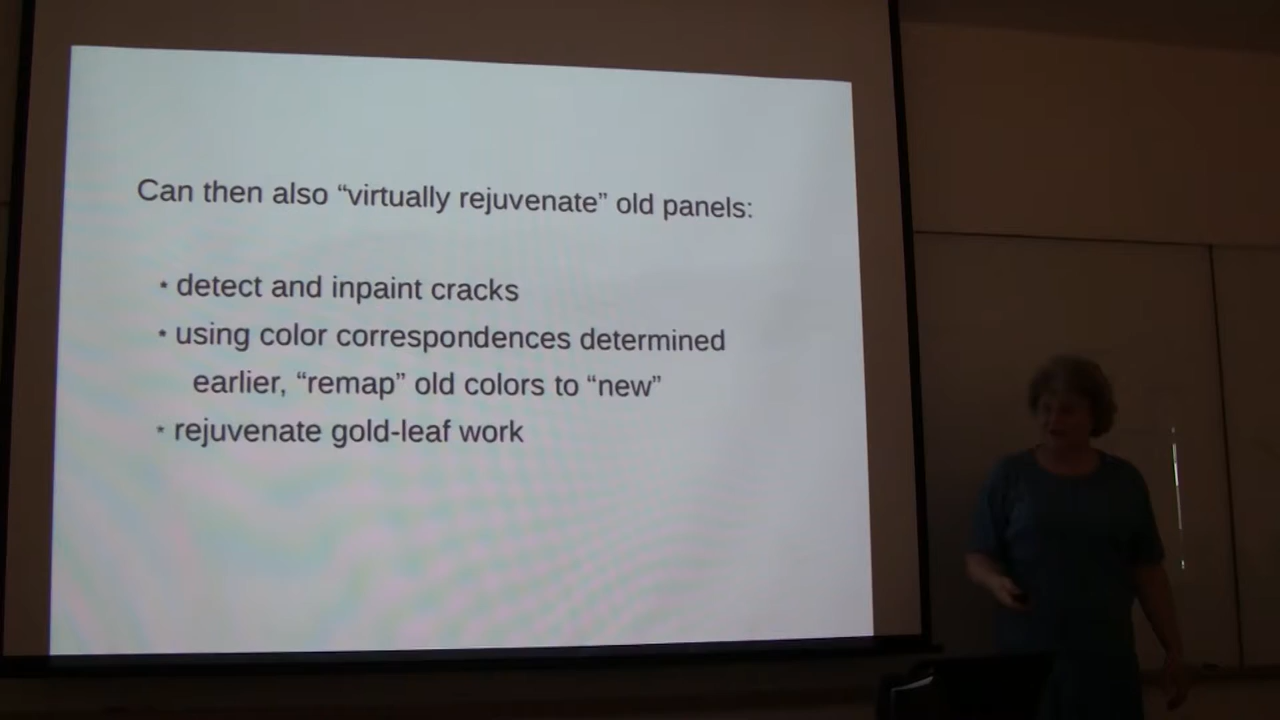 Can then also “virtually rejuvenate” old panels:
* detect and inpaint cracks
* using color correspondences determined
earlier, “remap” old colors to “new”
* rejuvenate gold-leaf work